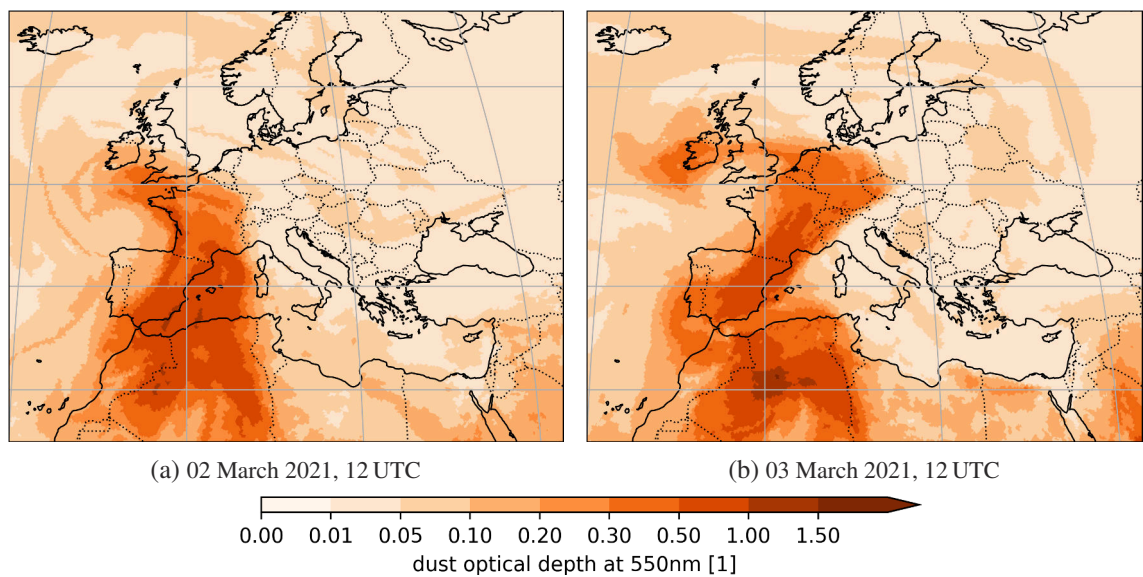 (a) 02 March 2021, 12 UTC
(b) 03 March 2021, 12 UTC
0.00 0.01 0.05 0.10 0.20 0.30 0.50 1.00 1.50
dust optical depth at 550nm [1]